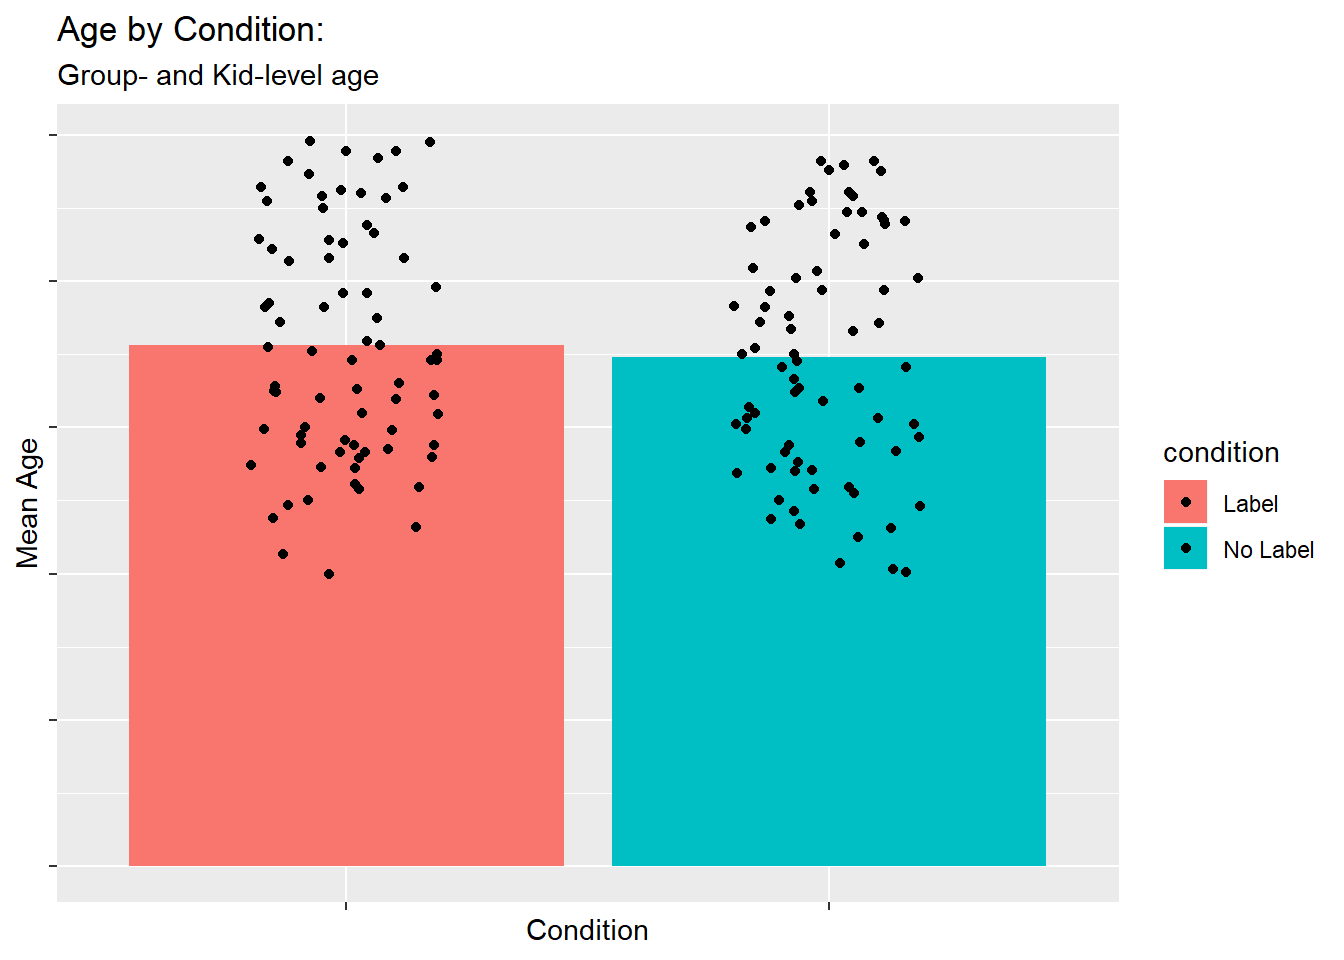 Age by Condition:
Group- and Kid-level age
Mean Age
Condition
condition
Label
No Label